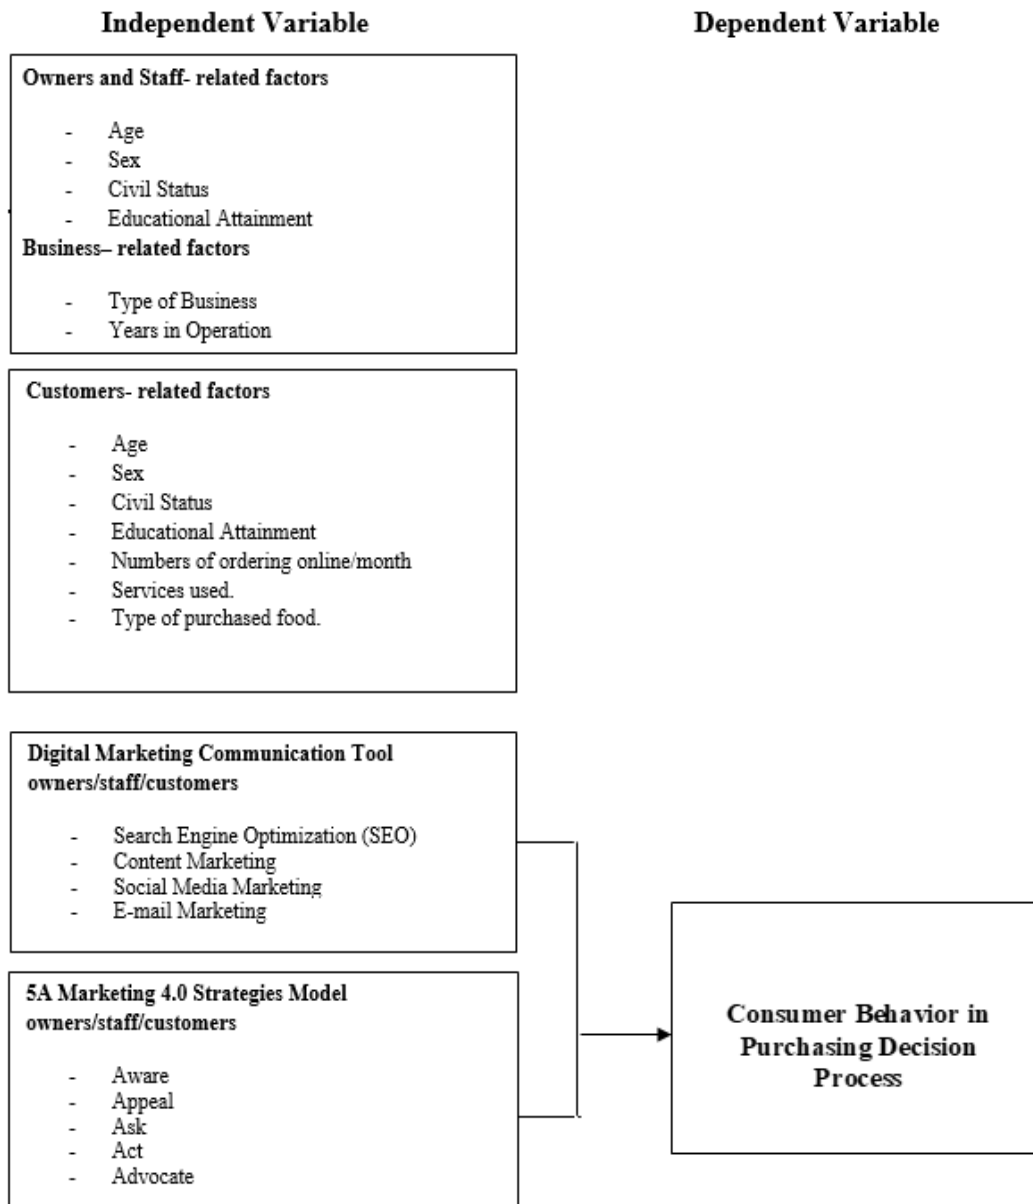 Independent Variable
Dependent Variable
Owners and Staff- related factors
- Age
- Sex
- Civil Status
- Educational Attainment
Business– related factors
- Type of Business
- Years in Operation
Customers- related factors
- Age
- Sex
- Civil Status
- Educational Attainment
- Numbers of ordering online/month
- Services used.
- Type of purchased food.
Digital Marketing Communication Tool
owners/staff/customers
- Search Engine Optimization (SEO)
- Content Marketing
- Social Media Marketing
- E-mail Marketing
5A Marketing 4.0 Strategies Model
owners/staff/customers
- Aware
- Appeal
- Ask
- Act
- Advocate
Consumer Behavior in
Purchasing Decision
Process